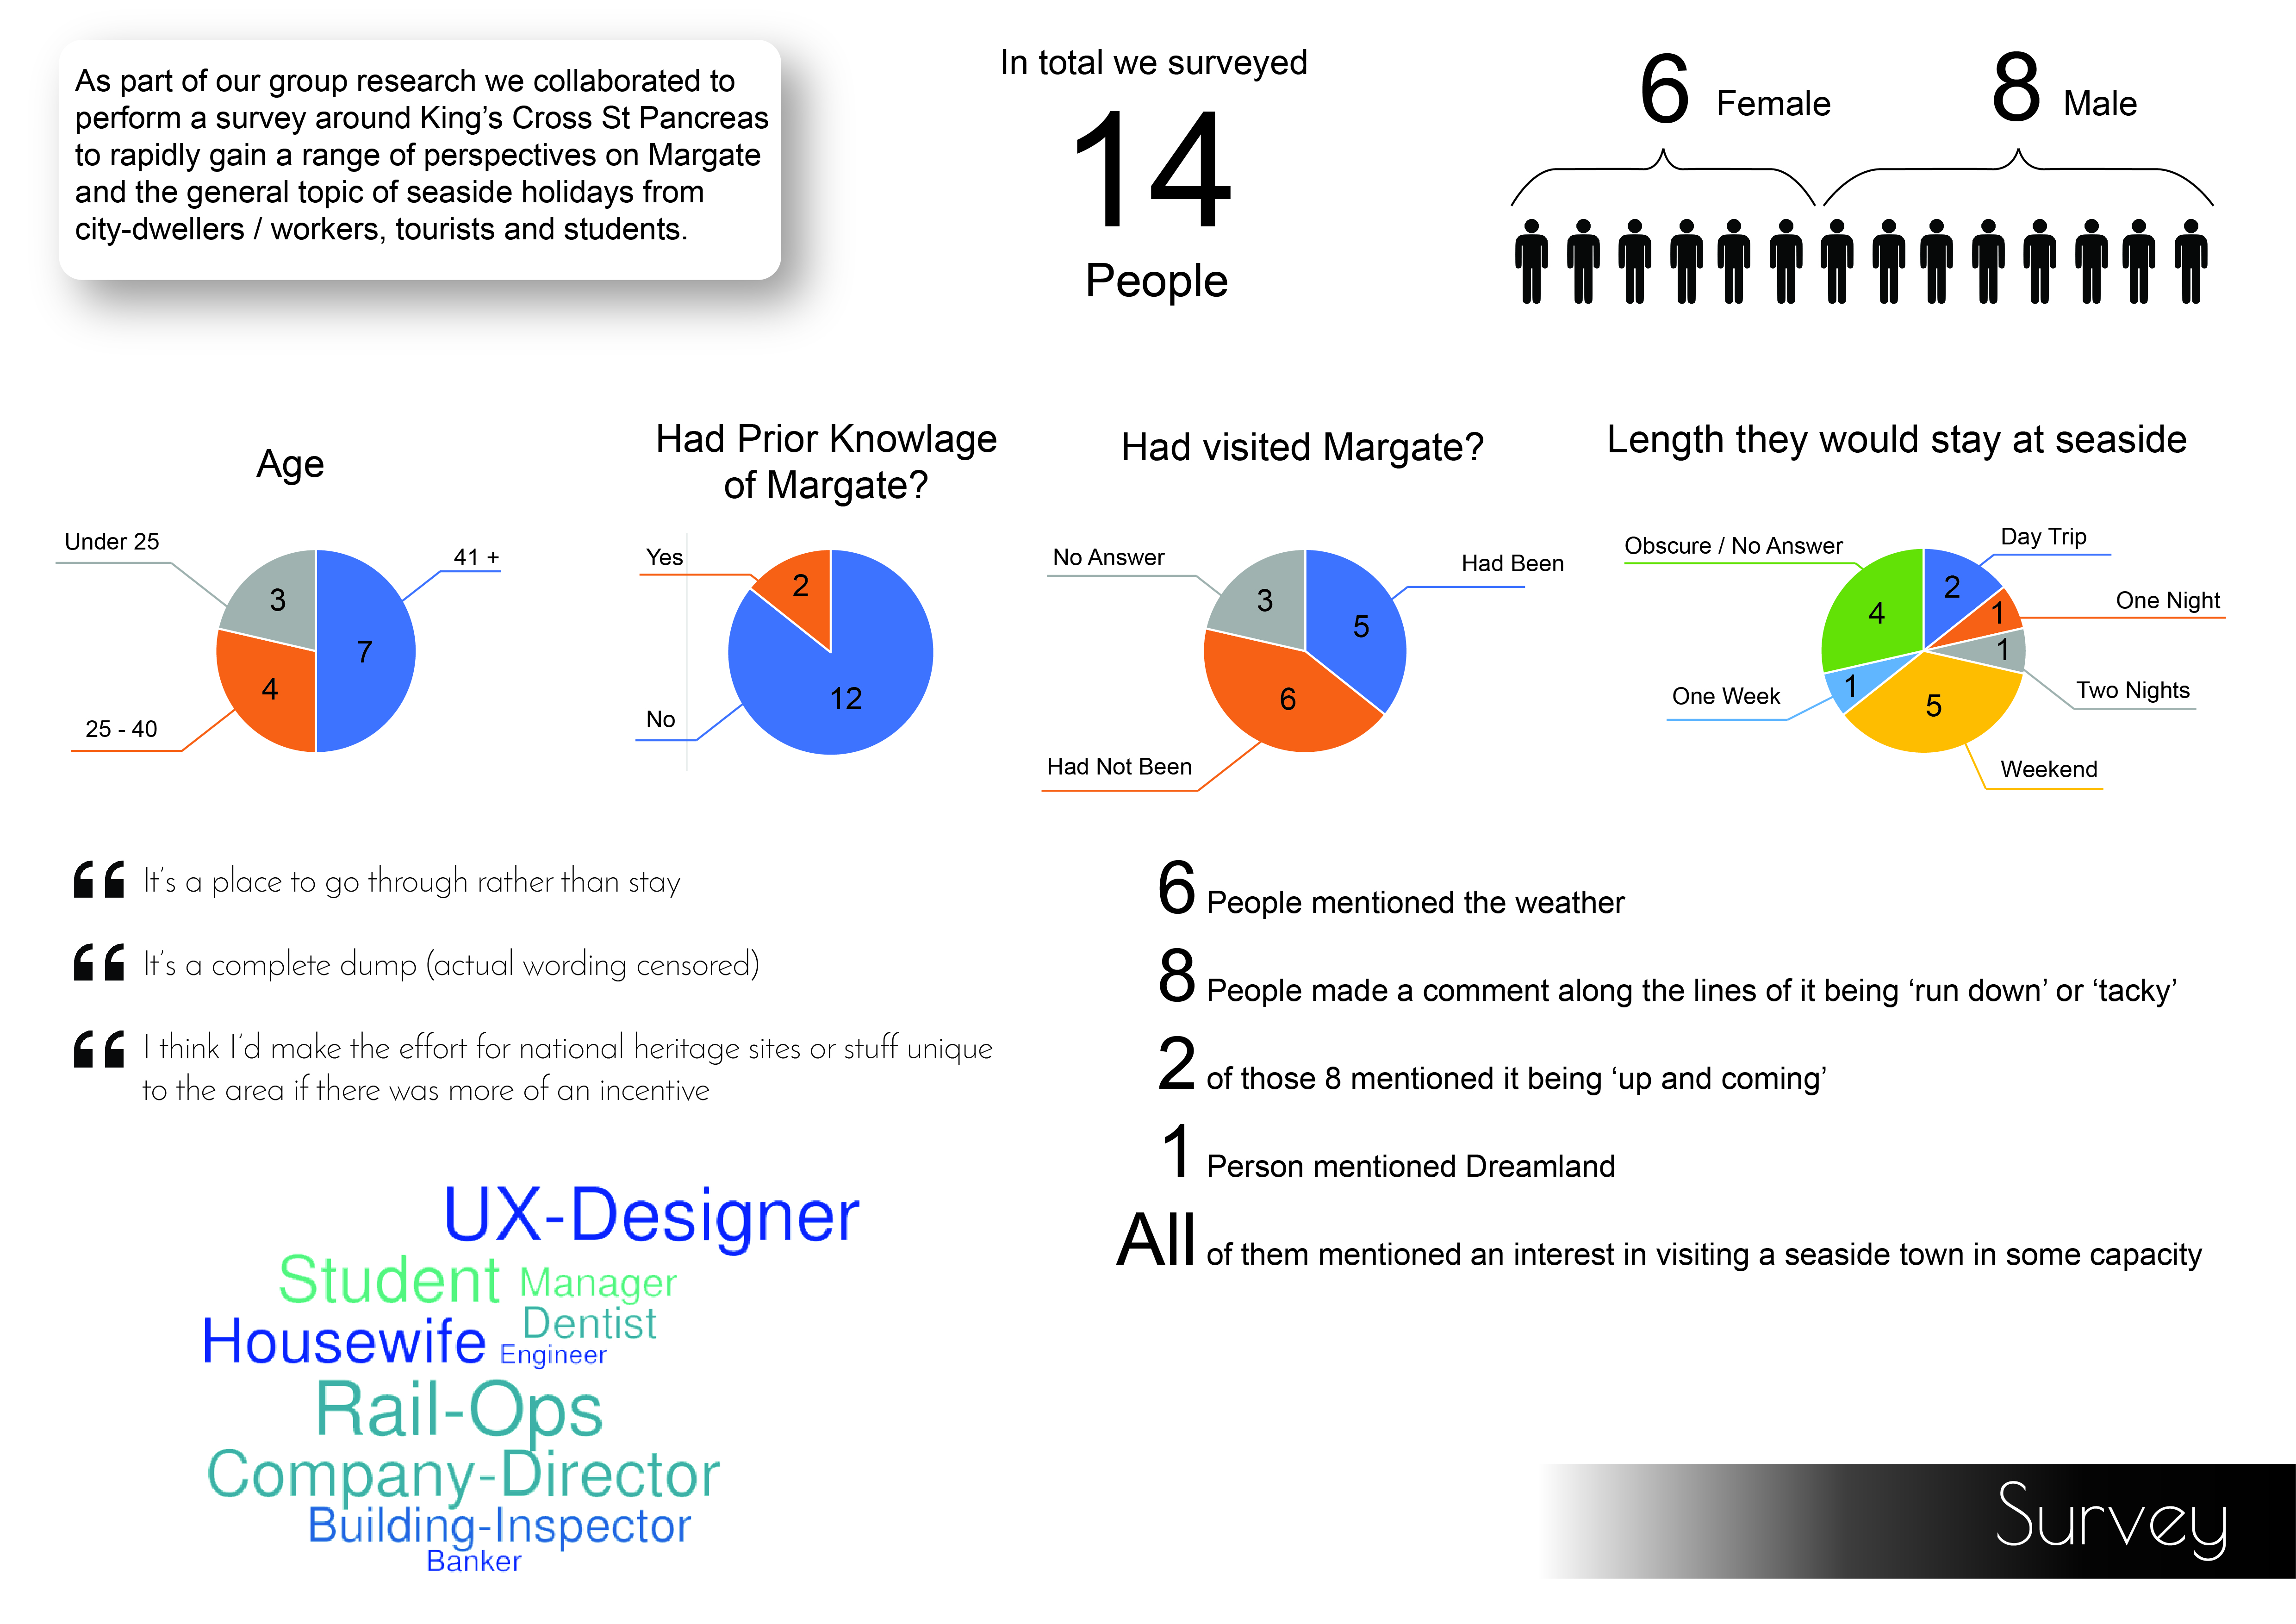 As part of our group research we collaborated to
perform a survey around King's Cross St Pancreas
to rapidly gain a range of perspectives on Margate
and the general topic of seaside holidays from
city-dwellers / workers, tourists and students.
In total we surveyed
14
People
6 Female
8 Male
Age
Under 25
41 +
3
7
4
25 - 40
Had Prior Knowlage
of Margate?
Yes
2
No
12
Had visited Margate?
No Answer
Had Been
3
5
6
Had Not Been
Length they would stay at seaside
Obscure / No Answer
Day Trip
2
One Night
4
1
1
Two Nights
One Week
1
5
Weekend
It's a place to go through rather than stay
It's a complete dump (actual wording censored)
I think I'd make the effort for national heritage sites or stuff unique
to the area if there was more of an incentive
6 People mentioned the weather
8 People made a comment along the lines of it being ‘run down’ or ‘tacky’
2 of those 8 mentioned it being ‘up and coming’
1 Person mentioned Dreamland
All of them mentioned an interest in visiting a seaside town in some capacity
UX-Designer
Student Manager
Dentist
Housewife Engineer
Rail-Ops
Company-Director
Building-Inspector
Banker
Survey